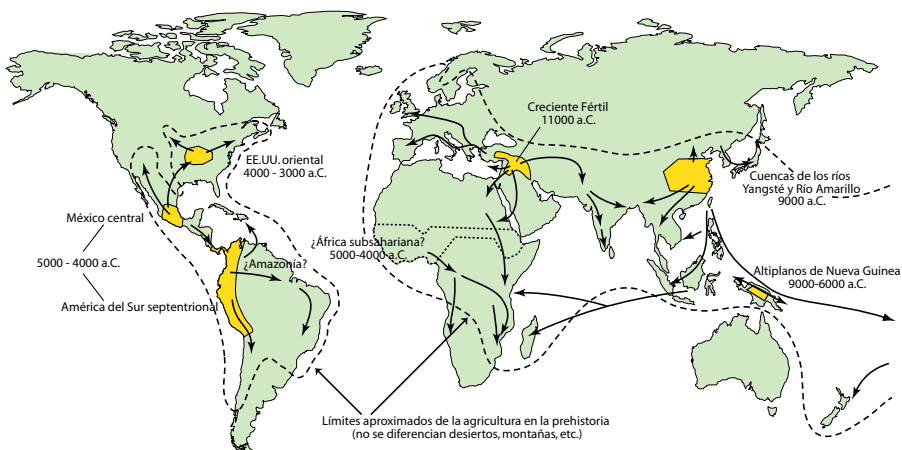 Creciente Fértil
11000 a.C.
EE.UU. oriental
4000 - 3000 a.C.
Cuencas de los ríos
Yangsté y Río Amarillo
9000 a.C.
México central
¿África subsahariana?
5000-4000 a.C.
5000 - 4000 a.C.
¿Amazonía?
Altiplanos de Nueva Guinea
9000-6000 a.C.
América del Sur septentrional
Límites aproximados de la agricultura en la prehistoria
(no se diferencian desiertos, montañas, etc.)